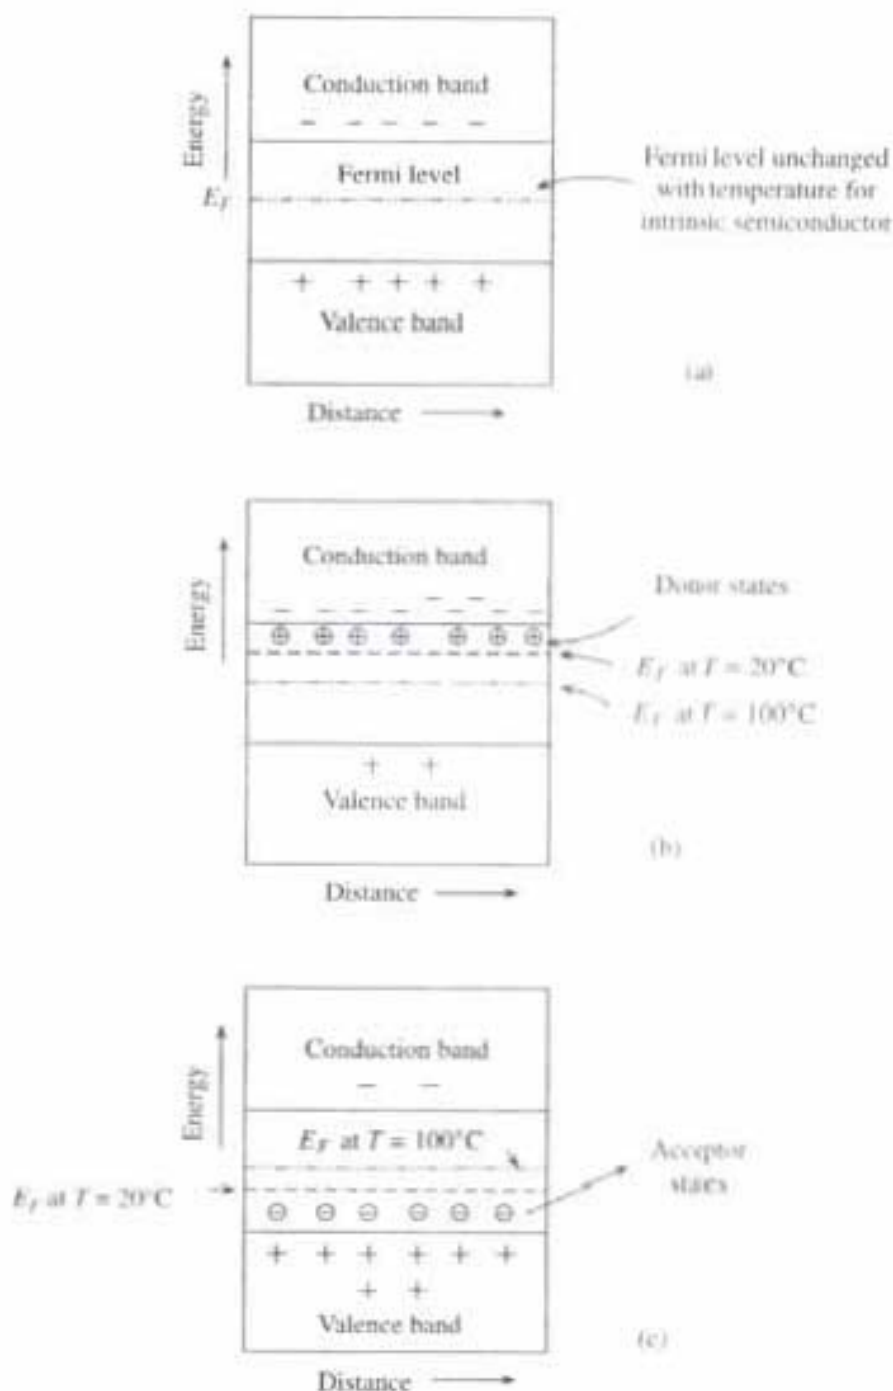 Conduction band
Energy
Fermi level
E_F
Fermi level unchanged
with temperature for
intrinsic semiconductor
+ + + + +
Valence band
(a)
Distance
Conduction band
Energy
Donor states
E_F at T = 20°C
E_F at T = 100°C
+ +
Valence band
(b)
Distance
Conduction band
Energy
E_F at T = 100°C
Acceptor
states
E_F at T = 20°C
+ + + + + +
+ +
Valence band
(c)
Distance